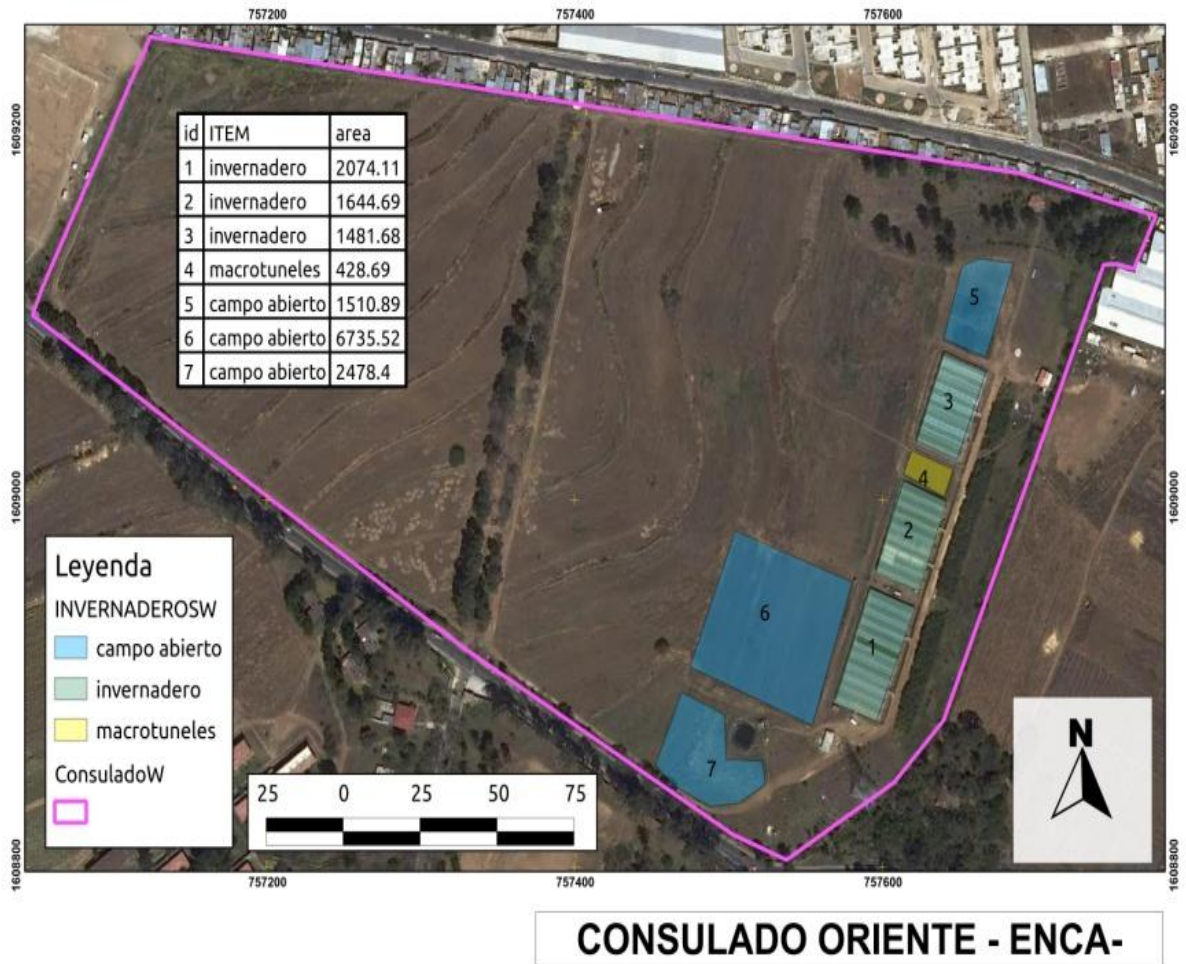 757200 757400 757600
1609200 1609200
id ITEM area
1 invernadero 2074.11
2 invernadero 1644.69
3 invernadero 1481.68
4 macrotuneles 428.69
5 campo abierto 1510.89
6 campo abierto 6735.52
7 campo abierto 2478.4
5
3
4
1609000 1609000
2
6
1
7
Leyenda
INVERNADEROSW
campo abierto
invernadero
macrotuneles
ConsuladoW
25 0 25 50 75
N
1608800 1608800
757200 757400 757600
CONSULADO ORIENTE - ENCA-